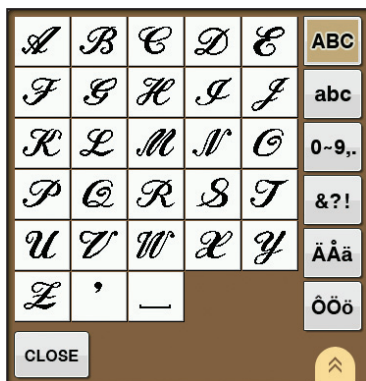 A B C D E ABC
F G H I J abc
K L M N O 0~9,.
P Q R S T &?!
U V W X Y ÄÅä
Z ' _ ÔÖö
CLOSE